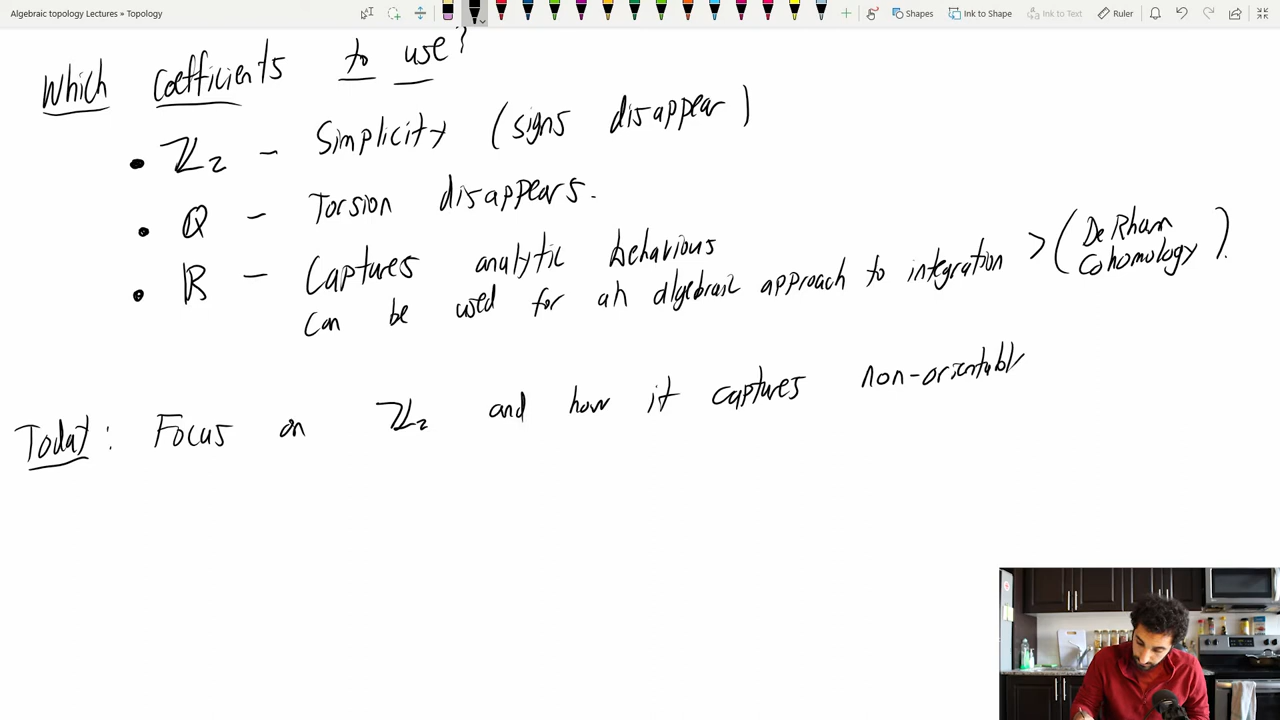 Algebraic topology Lectures » Topology
Shapes
Ink to Shape
Ink to Text
Ruler
Which coefficients to use?
• ℤ₂ – Simplicity (signs disappear)
• Q – Torsion disappears.
• ℝ – Captures analytic behavious
can be used for an algebraic approach to integration > (De Rham
Cohomology).
Today: Focus on ℤ₂ and how it captures non-orientabl